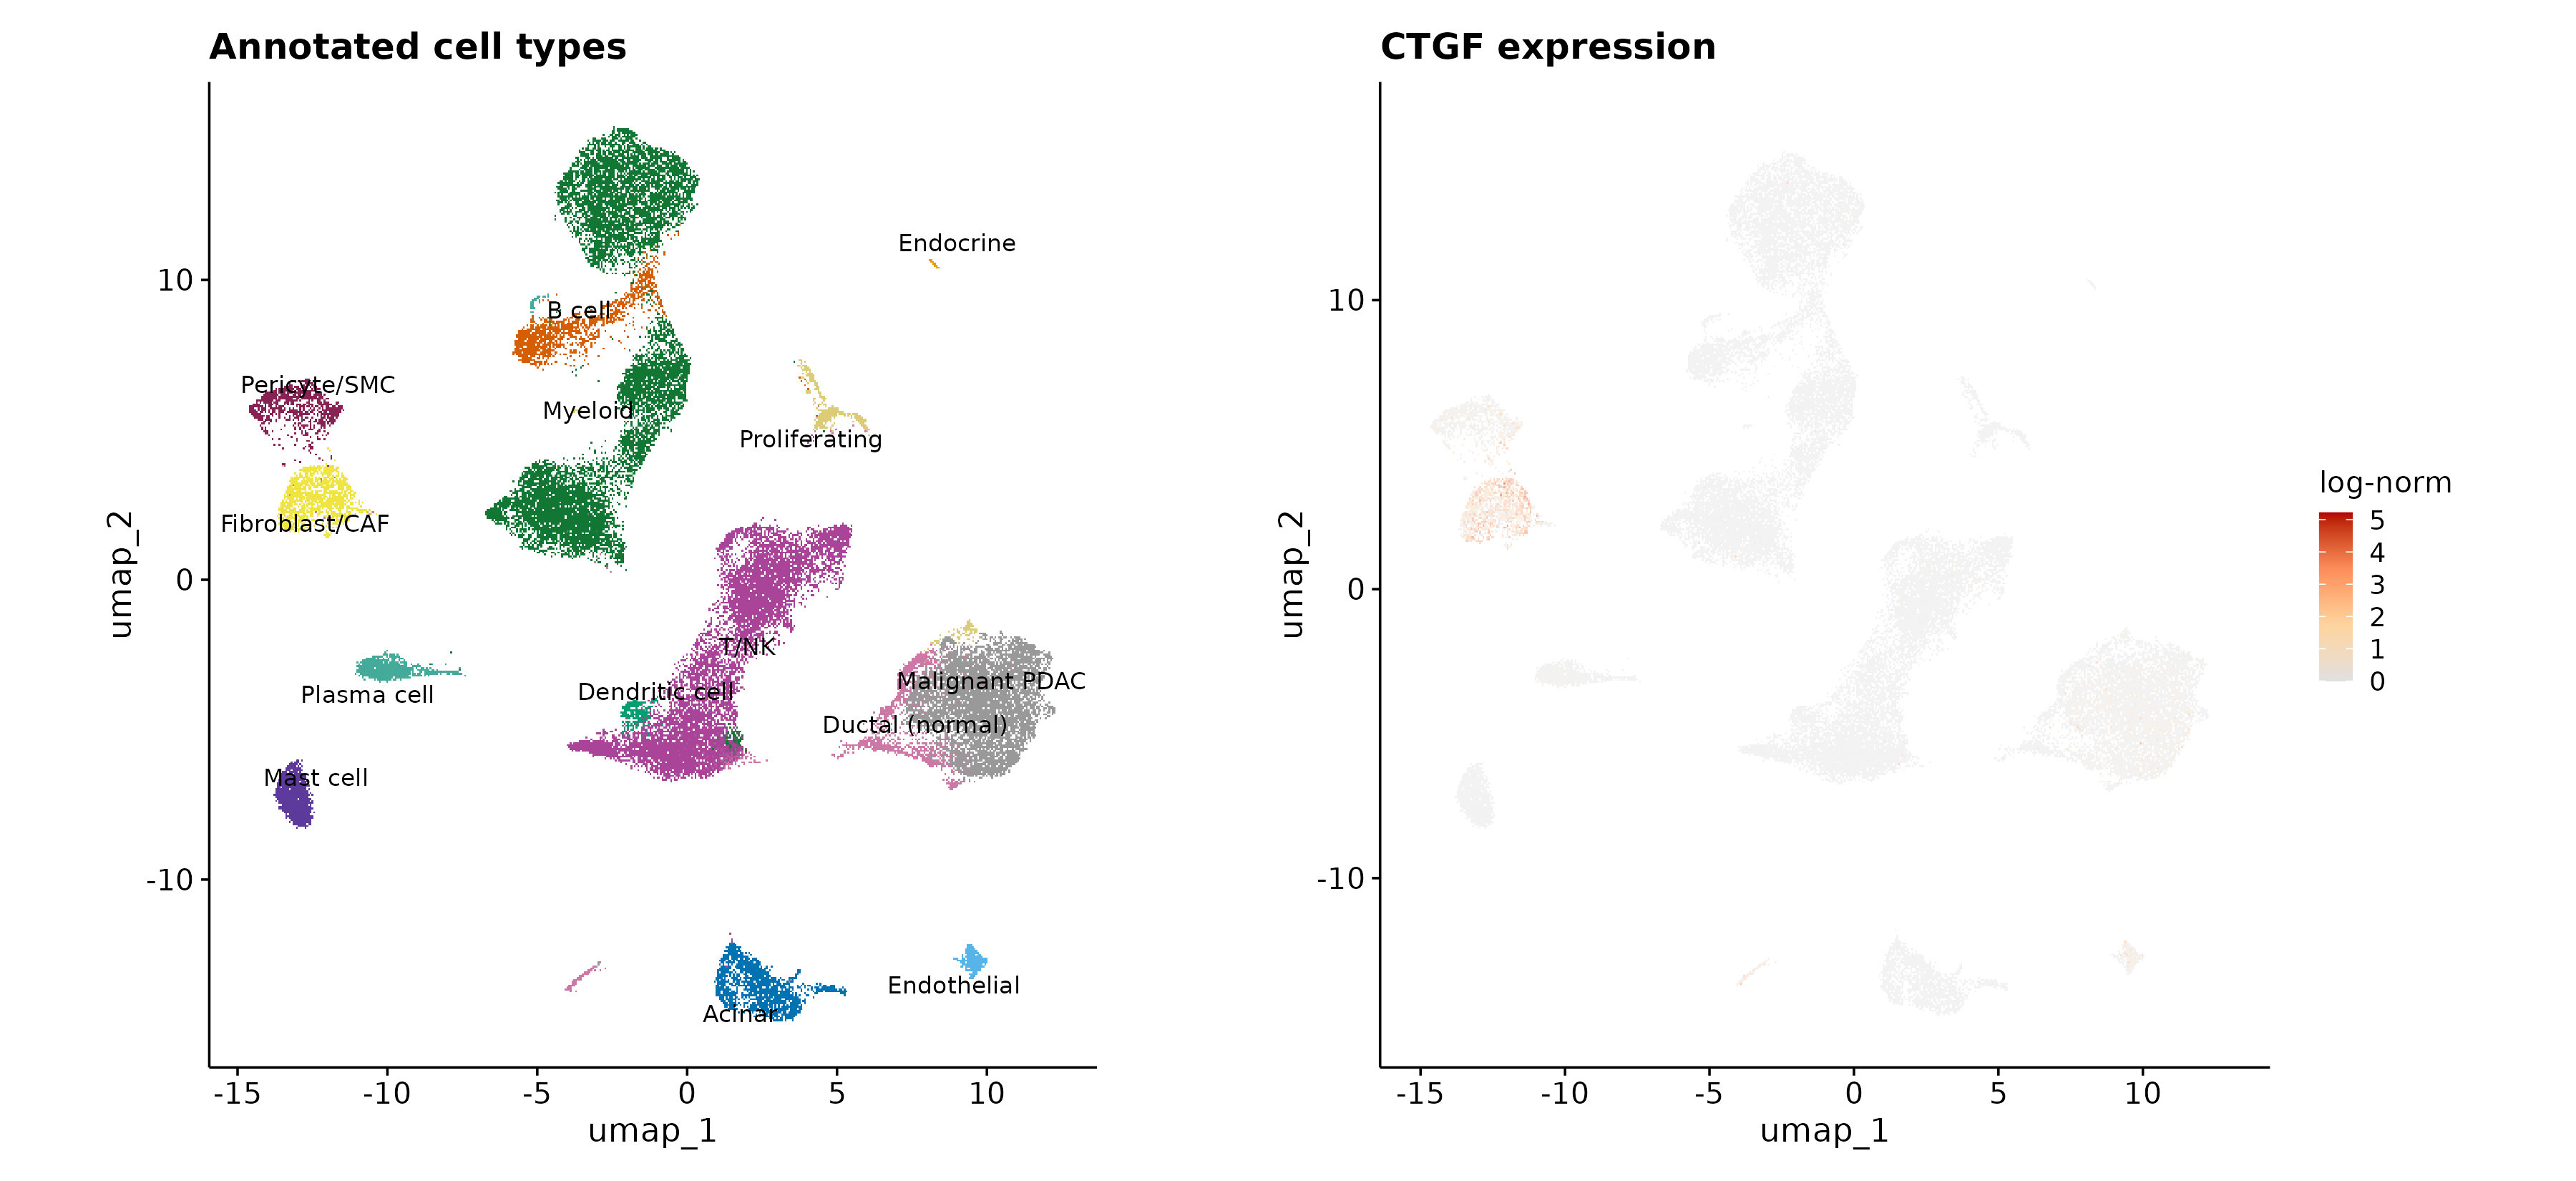 Annotated cell types
Endocrine
10
B cell
Pericyte/SMC
Myeloid
Proliferating
Fibroblast/CAF
umap_2
0
T/NK
Malignant PDAC
Dendritic cell
Plasma cell
Ductal (normal)
Mast cell
-10
Endothelial
Acinar
-15 -10 -5 0 5 10
umap_1
CTGF expression
10
umap_2
0
-10
-15 -10 -5 0 5 10
umap_1
log-norm
5
4
3
2
1
0